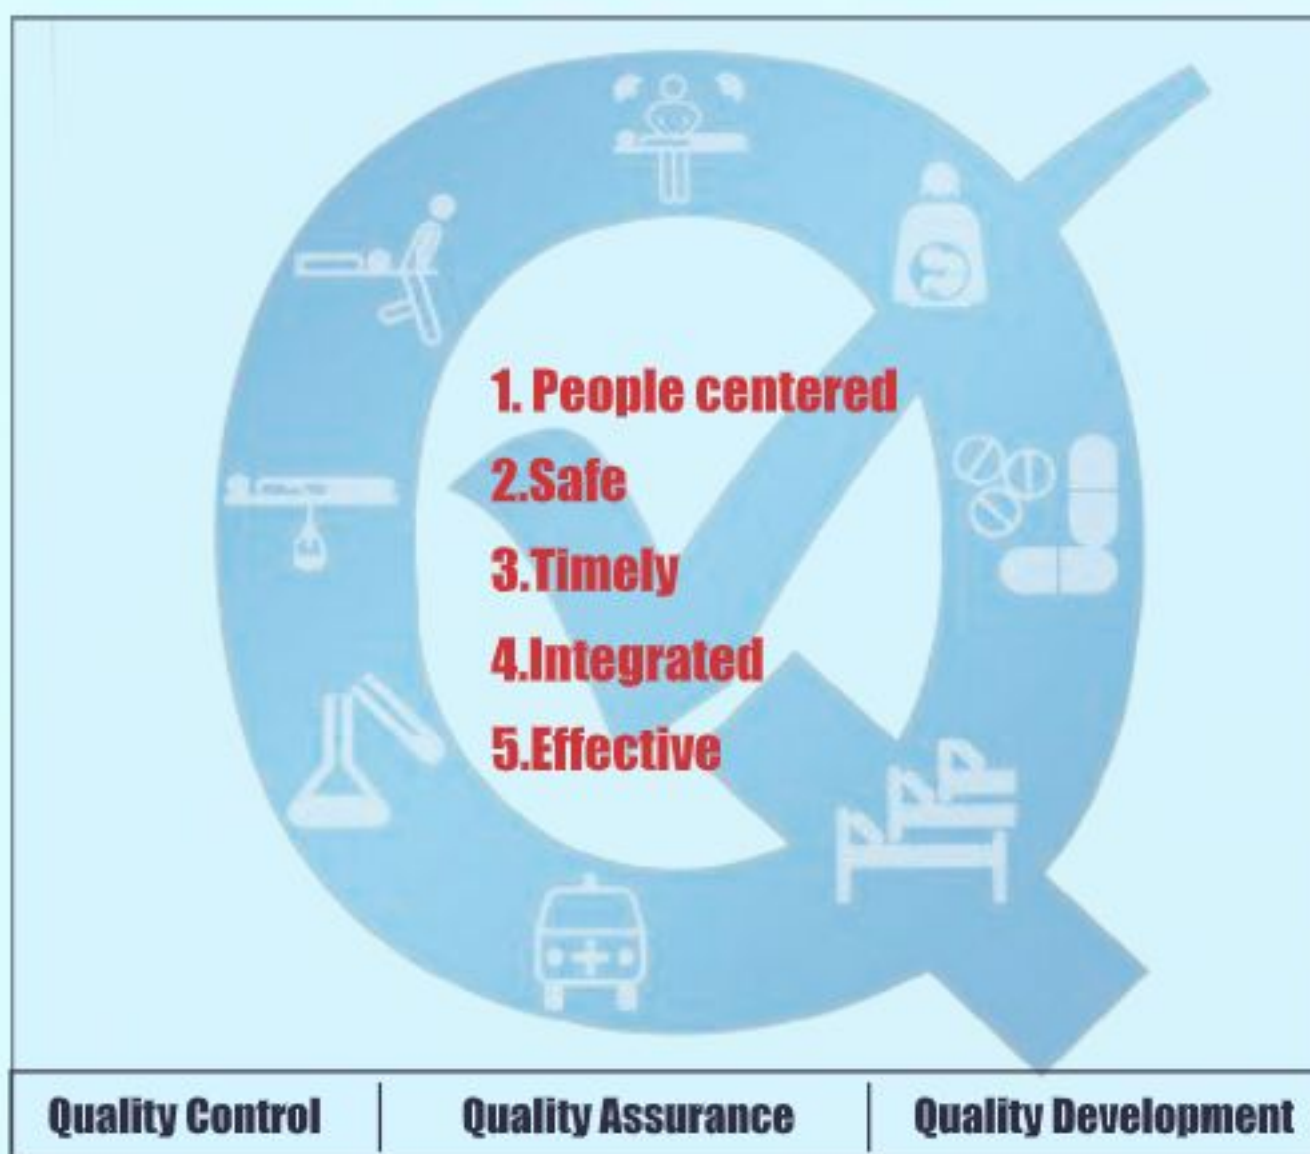 1. People centered
2.Safe
3.Timely
4.Integrated
5.Effective
Quality Control | Quality Assurance | Quality Development